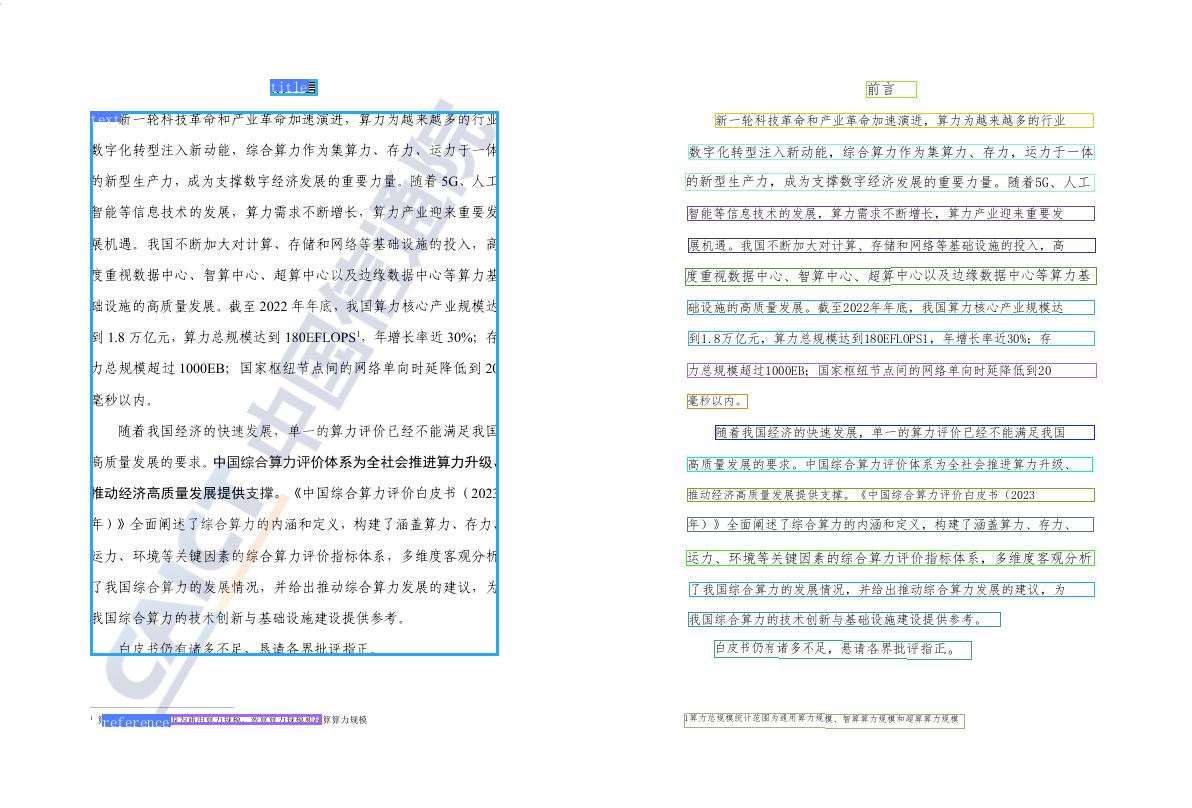 title
text新一轮科技革命和产业革命加速演进，算力为越来越多的行业
数字化转型注入新动能，综合算力作为集算力、存力、运力于一体
的新型生产力，成为支撑数字经济发展的重要力量。随着 5G、人工
智能等信息技术的发展，算力需求不断增长，算力产业迎来重要发
展机遇。我国不断加大对计算、存储和网络等基础设施的投入，高
度重视数据中心、智算中心、超算中心以及边缘数据中心等算力基
础设施的高质量发展。截至 2022 年年底，我国算力核心产业规模达
到 1.8 万亿元，算力总规模达到 180EFLOPS¹，年增长率近 30%；存
力总规模超过 1000EB；国家枢纽节点间的网络单向时延降低到 20
毫秒以内。
随着我国经济的快速发展，单一的算力评价已经不能满足我国
高质量发展的要求。中国综合算力评价体系为全社会推进算力升级、
推动经济高质量发展提供支撑。《中国综合算力评价白皮书（2023
年）》全面阐述了综合算力的内涵和定义，构建了涵盖算力、存力、
运力、环境等关键因素的综合算力评价指标体系，多维度客观分析
了我国综合算力的发展情况，并给出推动综合算力发展的建议，为
我国综合算力的技术创新与基础设施建设提供参考。
白皮书仍有诸多不足，恳请各界批评指正。
¹ reference 为通用算力规模、智算算力规模和超算算力规模
CAICT 中国信通院
前言
新一轮科技革命和产业革命加速演进，算力为越来越多的行业
数字化转型注入新动能，综合算力作为集算力、存力，运力于一体
的新型生产力，成为支撑数字经济发展的重要力量。随着5G、人工
智能等信息技术的发展，算力需求不断增长，算力产业迎来重要发
展机遇。我国不断加大对计算、存储和网络等基础设施的投入，高
度重视数据中心、智算中心、超算中心以及边缘数据中心等算力基
础设施的高质量发展。截至2022年年底，我国算力核心产业规模达
到1.8万亿元，算力总规模达到180EFLOPS1，年增长率近30%；存
力总规模超过1000EB；国家枢纽节点间的网络单向时延降低到20
毫秒以内。
随着我国经济的快速发展，单一的算力评价已经不能满足我国
高质量发展的要求。中国综合算力评价体系为全社会推进算力升级、
推动经济高质量发展提供支撑。《中国综合算力评价白皮书（2023
年）》全面阐述了综合算力的内涵和定义，构建了涵盖算力、存力、
运力、环境等关键因素的综合算力评价指标体系，多维度客观分析
了我国综合算力的发展情况，并给出推动综合算力发展的建议，为
我国综合算力的技术创新与基础设施建设提供参考。
白皮书仍有诸多不足，恳请各界批评指正。
1算力总规模统计范围为通用算力规模、智算算力规模和超算算力规模